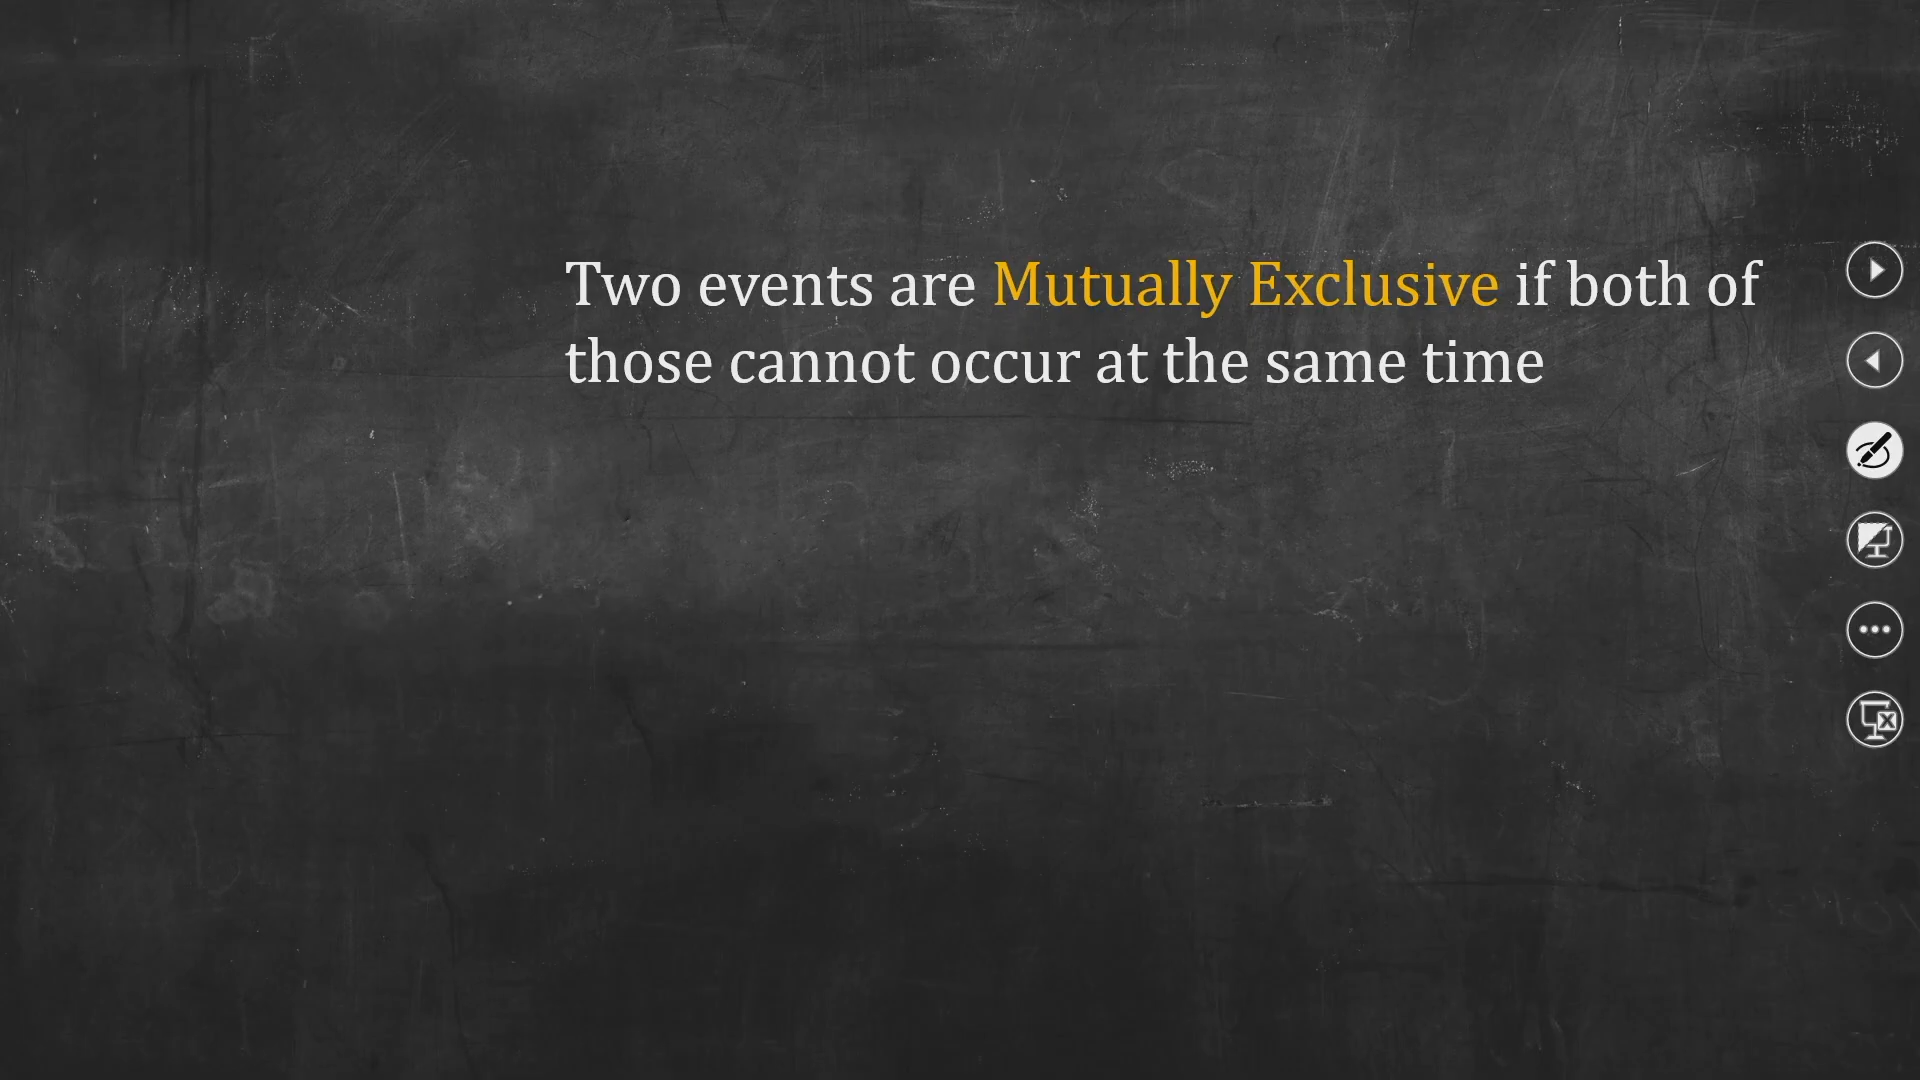 Two events are Mutually Exclusive if both of
those cannot occur at the same time